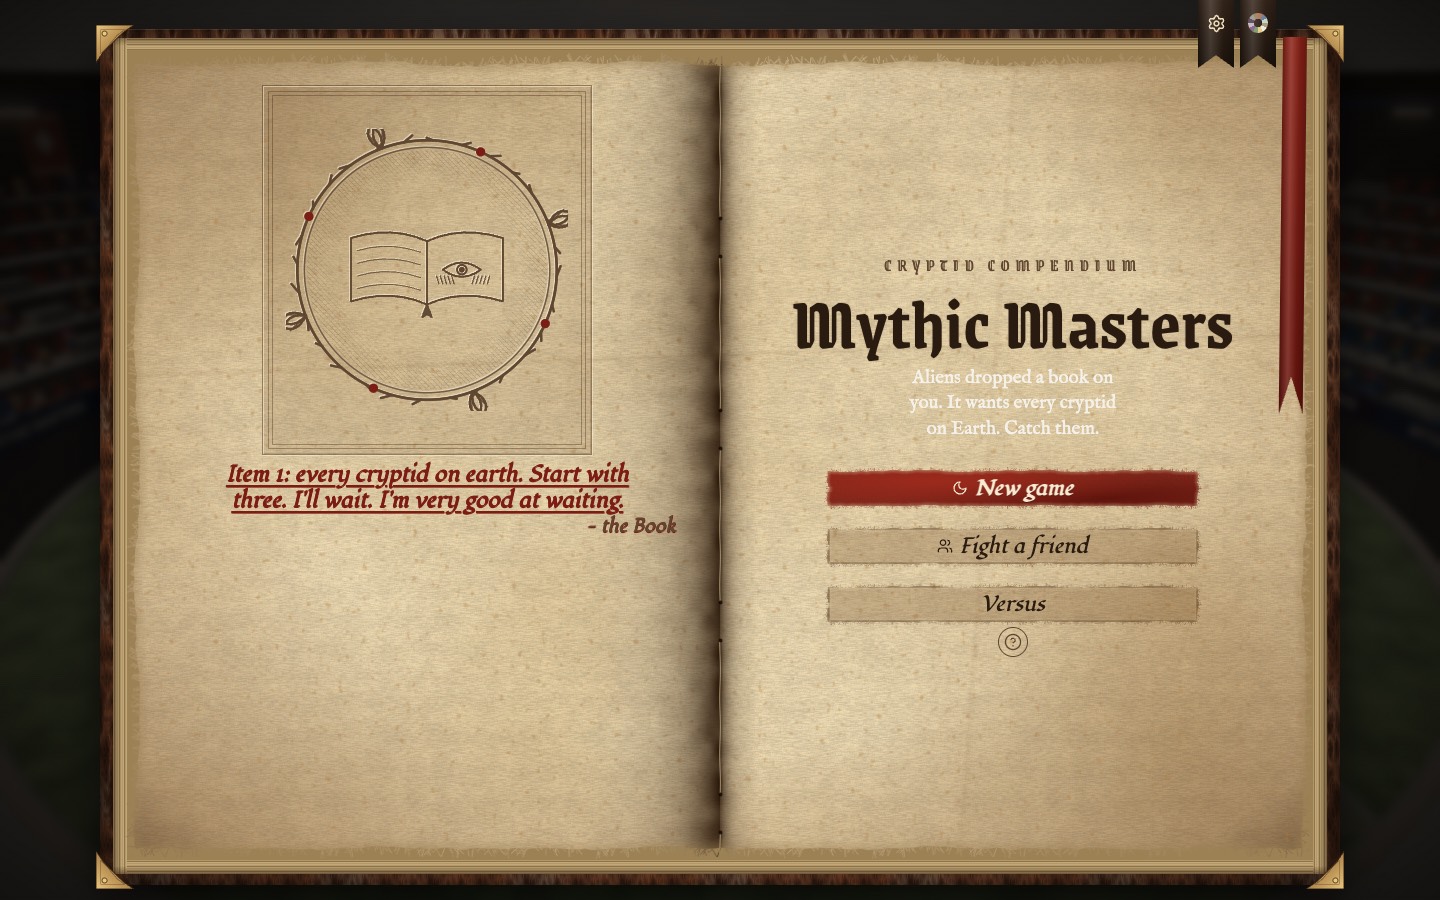 Item 1: every cryptid on earth. Start with
three. I'll wait. I'm very good at waiting.
- the Book
CRYPTID COMPENDIUM
Mythic Masters
Aliens dropped a book on
you. It wants every cryptid
on Earth. Catch them.
New game
Fight a friend
Versus
?